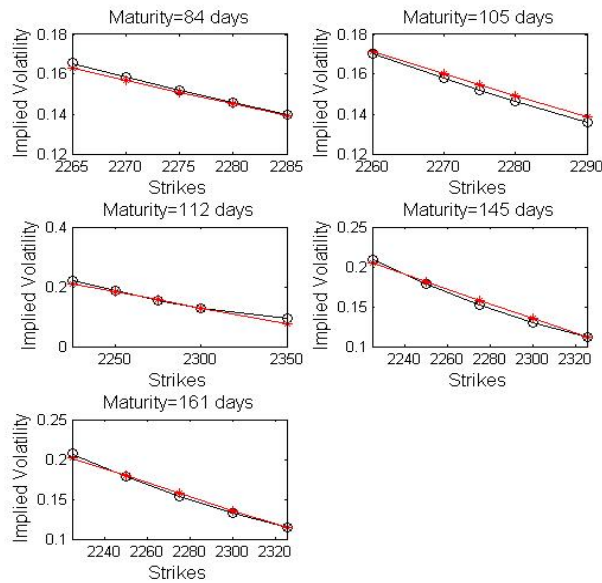 Maturity=84 days
Implied Volatility
0.18
0.16
0.14
0.12
2265 2270 2275 2280 2285
Strikes
Maturity=105 days
Implied Volatility
0.18
0.16
0.14
0.12
2260 2270 2280 2290
Strikes
Maturity=112 days
Implied Volatility
0.4
0.2
0
2250 2300 2350
Strikes
Maturity=145 days
Implied Volatility
0.25
0.2
0.15
0.1
2240 2260 2280 2300 2320
Strikes
Maturity=161 days
Implied Volatility
0.25
0.2
0.15
0.1
2240 2260 2280 2300 2320
Strikes